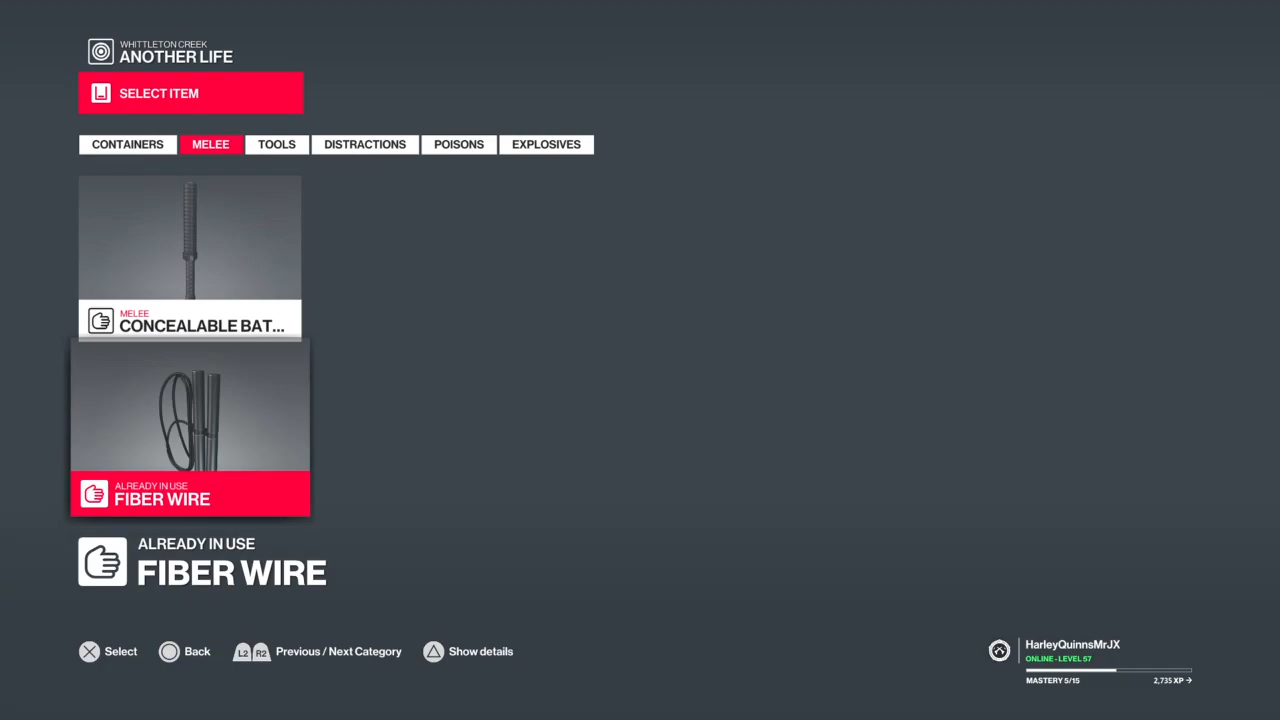 WHITTLETON CREEK
ANOTHER LIFE
SELECT ITEM
CONTAINERS MELEE TOOLS DISTRACTIONS POISONS EXPLOSIVES
MELEE
CONCEALABLE BAT...
ALREADY IN USE
FIBER WIRE
ALREADY IN USE
FIBER WIRE
Select Back L2 R2 Previous / Next Category Show details
HarleyQuinnsMrJX
ONLINE - LEVEL 57
MASTERY 5/15 2,735 XP